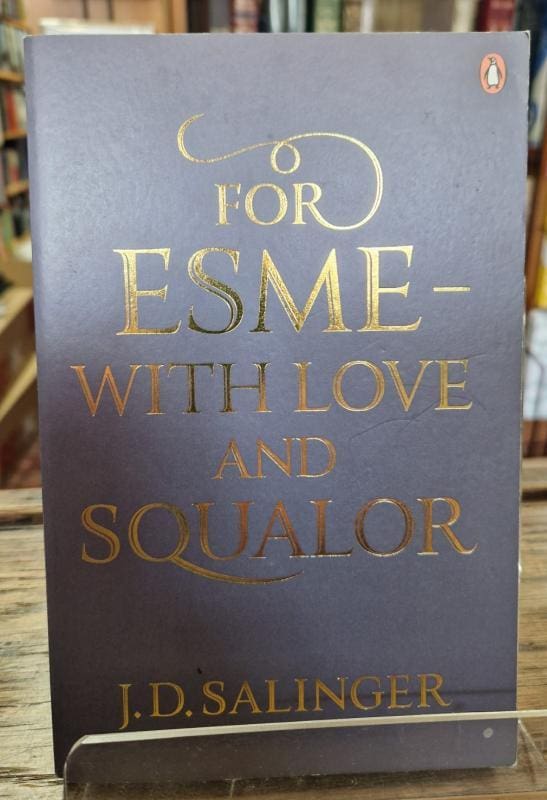 FOR
ESME–
WITH LOVE
AND
SQUALOR
J.D. SALINGER